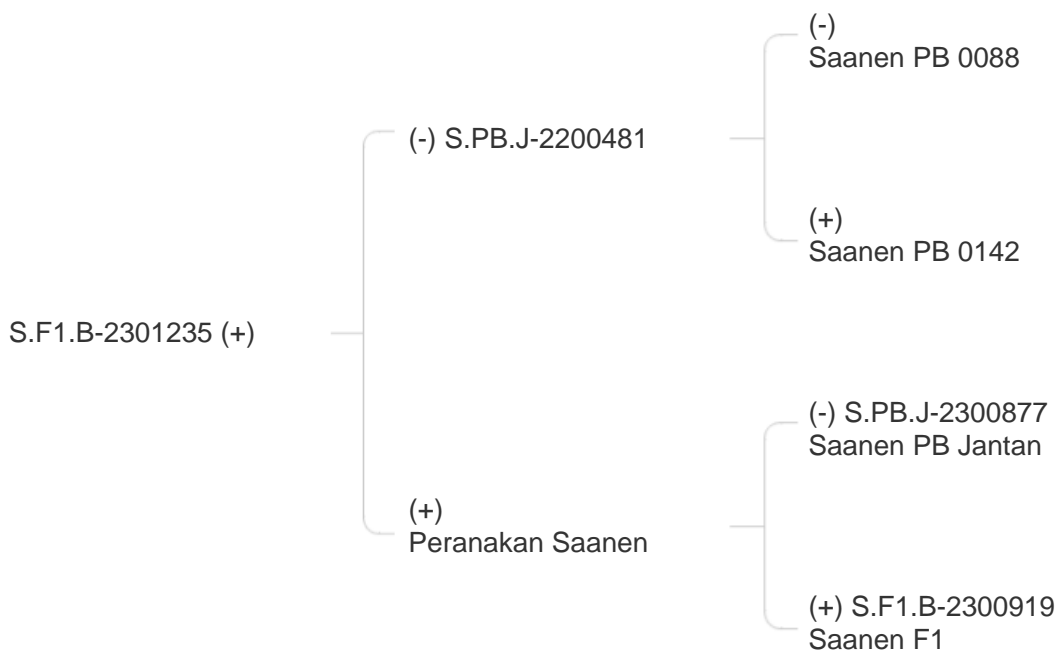 (-)
Saanen PB 0088
(-) S.PB.J-2200481
(+)
Saanen PB 0142
S.F1.B-2301235 (+)
(-) S.PB.J-2300877
Saanen PB Jantan
(+)
Peranakan Saanen
(+) S.F1.B-2300919
Saanen F1